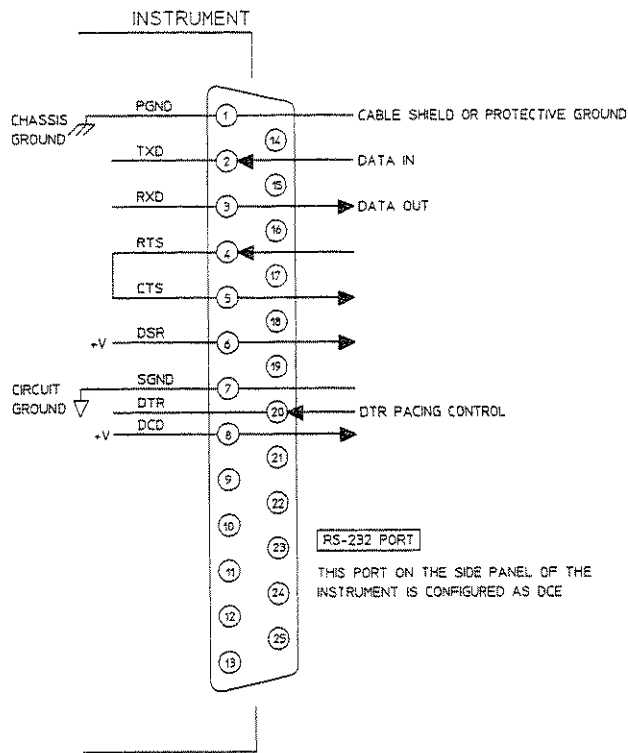 INSTRUMENT
PGND
1
CABLE SHIELD OR PROTECTIVE GROUND
CHASSIS
GROUND
14
TXD
2
DATA IN
15
RXD
3
DATA OUT
16
RTS
4
17
CTS
5
18
+V
DSR
6
19
CIRCUIT
GROUND
SGND
7
DTR
20
DTR PACING CONTROL
+V
DCD
8
21
9
22
10
23
11
24
12
25
13
RS-232 PORT
THIS PORT ON THE SIDE PANEL OF THE
INSTRUMENT IS CONFIGURED AS DCE